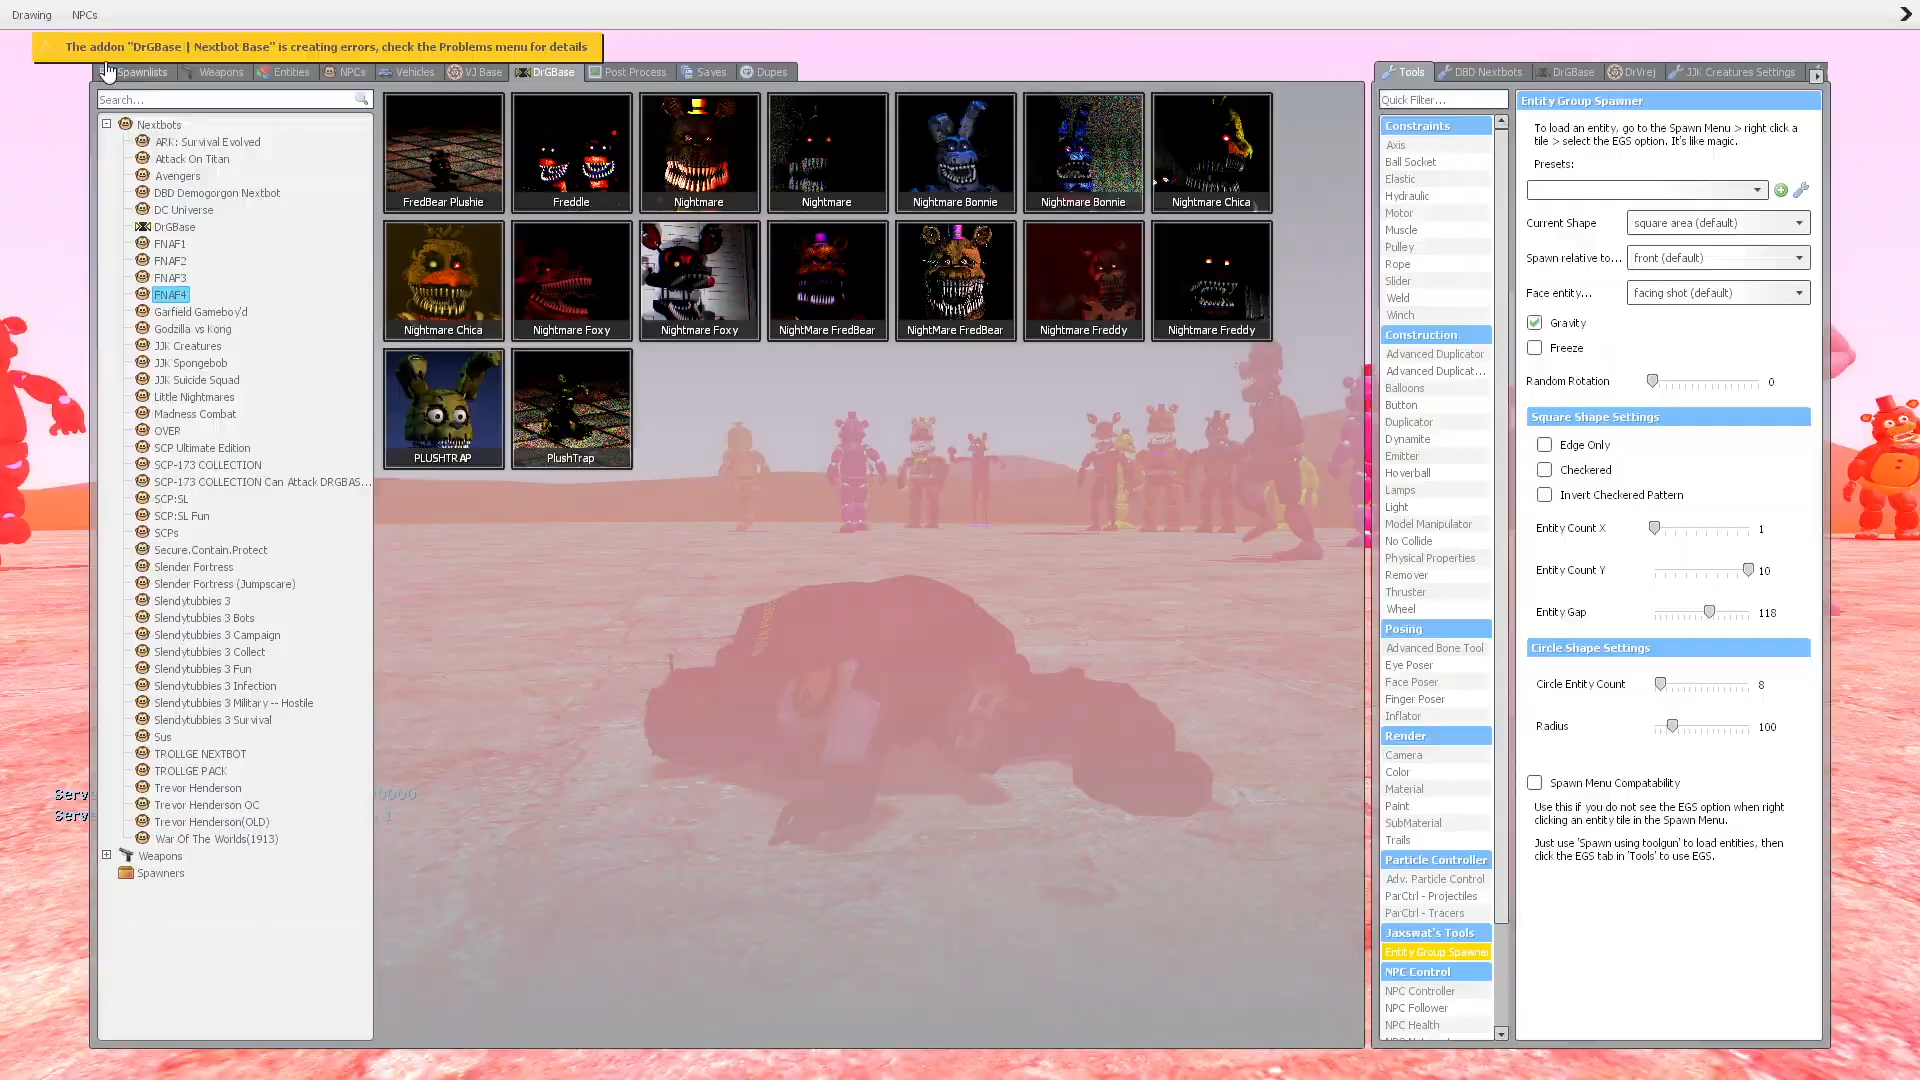 Drawing NPCs
The addon "DrGBase | Nextbot Base" is creating errors, check the Problems menu for details
Spawnlists Weapons Entities NPCs Vehicles VJ Base DrGBase Post Process Saves Dupes
Search...
Nextbots
ARK: Survival Evolved
Attack On Titan
Avengers
DBD Demogorgon Nextbot
DC Universe
DrGBase
FNAF1
FNAF2
FNAF3
FNAF4
Garfield Gameboy'd
Godzilla vs Kong
JJK Creatures
JJK Spongebob
JJK Suicide Squad
Little Nightmares
Madness Combat
OVER
SCP Ultimate Edition
SCP-173 COLLECTION
SCP-173 COLLECTION Can Attack DRGBAS...
SCP:SL
SCP:SL Fun
SCPs
Secure.Contain.Protect
Slender Fortress
Slender Fortress (Jumpscare)
Slendytubbies 3
Slendytubbies 3 Bots
Slendytubbies 3 Campaign
Slendytubbies 3 Collect
Slendytubbies 3 Fun
Slendytubbies 3 Infection
Slendytubbies 3 Military -- Hostile
Slendytubbies 3 Survival
Sus
TROLLGE NEXTBOT
TROLLGE PACK
Trevor Henderson
Trevor Henderson OC
Trevor Henderson(OLD)
War Of The Worlds(1913)
Weapons
Spawners
FredBear Plushie Freddle Nightmare Nightmare Nightmare Bonnie Nightmare Bonnie Nightmare Chica
Nightmare Chica Nightmare Foxy Nightmare Foxy NightMare FredBear NightMare FredBear Nightmare Freddy Nightmare Freddy
PLUSHTRAP PlushTrap
Tools DBD Nextbots DrGBase DrVrej JJK Creatures Settings
Quick Filter...
Constraints
Axis
Ball Socket
Elastic
Hydraulic
Motor
Muscle
Pulley
Rope
Slider
Weld
Winch
Construction
Advanced Duplicator
Advanced Duplicat...
Balloons
Button
Duplicator
Dynamite
Emitter
Hoverball
Lamps
Light
Model Manipulator
No Collide
Physical Properties
Remover
Thruster
Wheel
Posing
Advanced Bone Tool
Eye Poser
Face Poser
Finger Poser
Inflator
Render
Camera
Color
Material
Paint
SubMaterial
Trails
Particle Controller
Adv. Particle Control
ParCtrl - Projectiles
ParCtrl - Tracers
Jaxswat's Tools
Entity Group Spawner
NPC Control
NPC Controller
NPC Follower
NPC Health
Entity Group Spawner
To load an entity, go to the Spawn Menu > right click a
tile > select the EGS option. It's like magic.
Presets:
Current Shape square area (default)
Spawn relative to... front (default)
Face entity... facing shot (default)
Gravity
Freeze
Random Rotation 0
Square Shape Settings
Edge Only
Checkered
Invert Checkered Pattern
Entity Count X 1
Entity Count Y 10
Entity Gap 118
Circle Shape Settings
Circle Entity Count 8
Radius 100
Spawn Menu Compatability
Use this if you do not see the EGS option when right
clicking an entity tile in the Spawn Menu.
Just use 'Spawn using toolgun' to load entities, then
click the EGS tab in 'Tools' to use EGS.